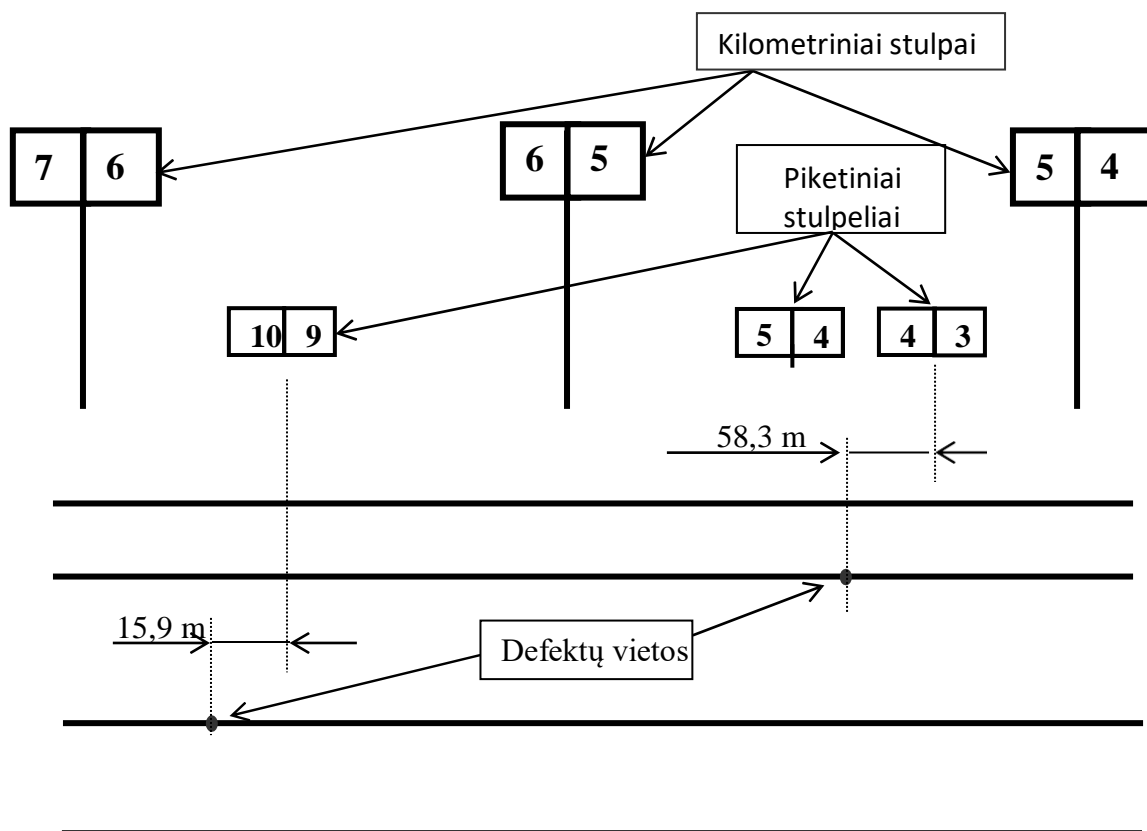 Kilometriniai stulpai
7 6
6 5
5 4
Piketiniai
stulpeliai
10 9
5 4
4 3
58,3 m
15,9 m
Defektų vietos